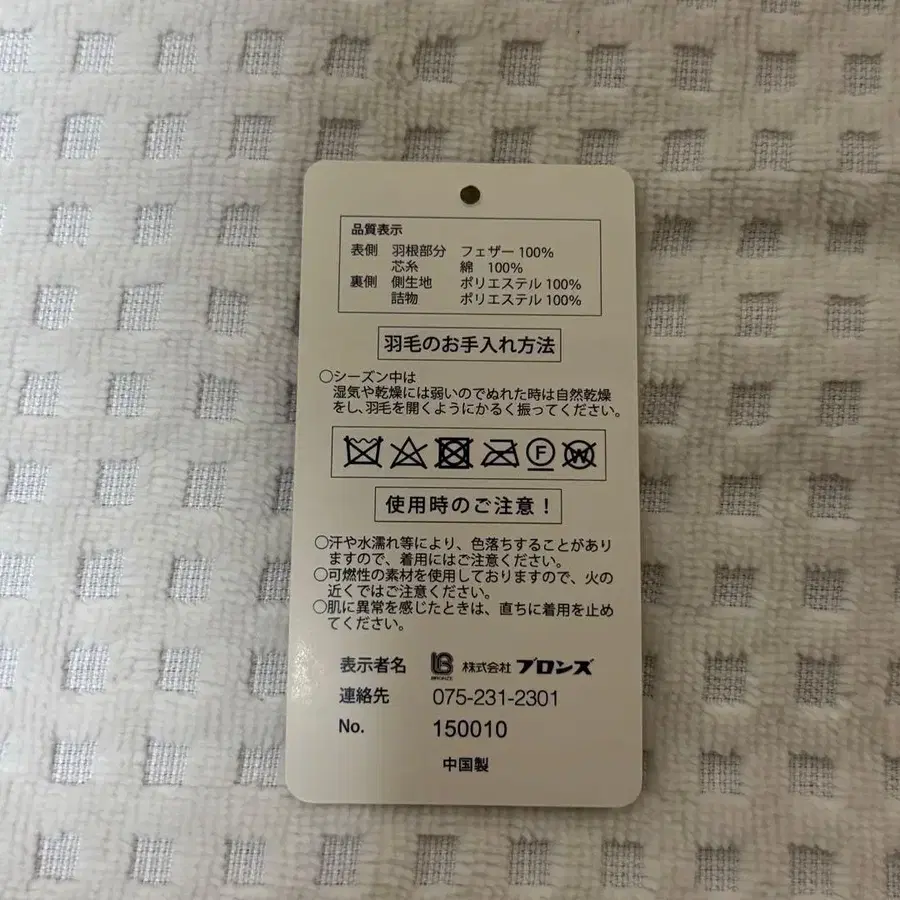 品質表示
表側 羽根部分 フェザー 100%
芯糸 綿 100%
裏側 側生地 ポリエステル 100%
詰物 ポリエステル 100%
羽毛のお手入れ方法
○シーズン中は
湿気や乾燥には弱いのでぬれた時は自然乾燥
をし、羽毛を開くようにかるく振ってください。
F W
使用時のご注意！
○汗や水濡れ等により、色落ちすることがあり
ますので、着用にはご注意ください。
○可燃性の素材を使用しておりますので、火の
近くではご注意ください。
○肌に異常を感じたときは、直ちに着用を止め
てください。
表示者名 B BRONZE 株式会社 ブロンズ
連絡先 075-231-2301
No. 150010
中国製